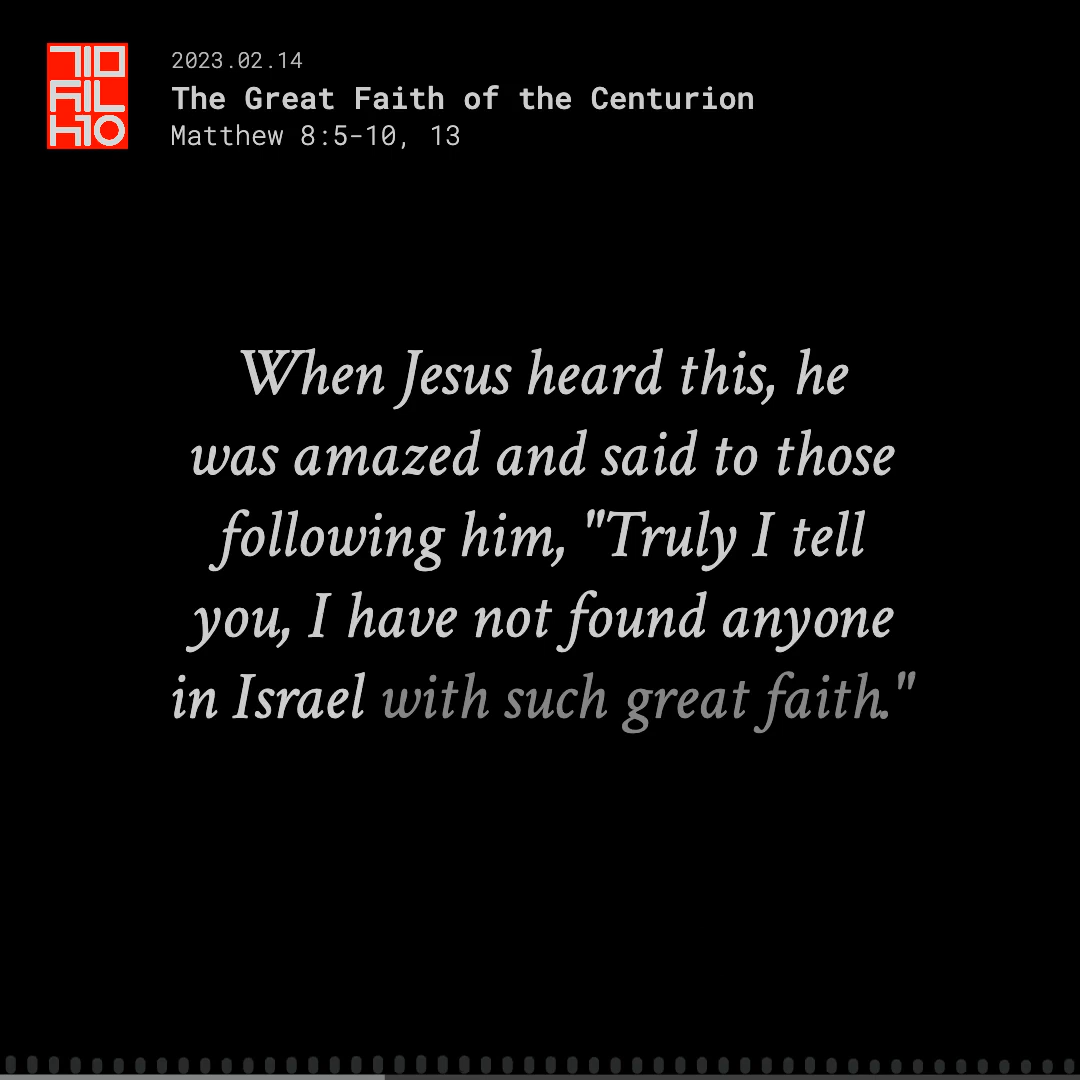 2023.02.14
The Great Faith of the Centurion
Matthew 8:5-10, 13
When Jesus heard this, he
was amazed and said to those
following him, "Truly I tell
you, I have not found anyone
in Israel with such great faith."